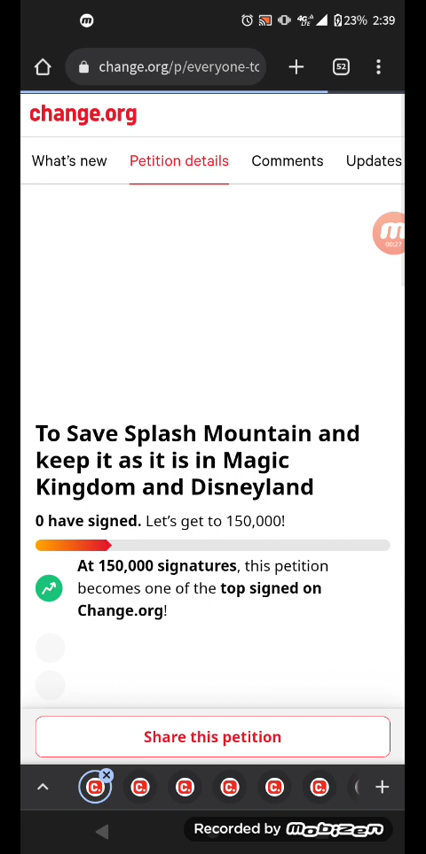 23% 2:39
change.org/p/everyone-to
52
change.org
What's new Petition details Comments Updates
00:27
To Save Splash Mountain and
keep it as it is in Magic
Kingdom and Disneyland
0 have signed. Let's get to 150,000!
At 150,000 signatures, this petition
becomes one of the top signed on
Change.org!
Share this petition
C. C. C. C. C. C.
Recorded by mobizen